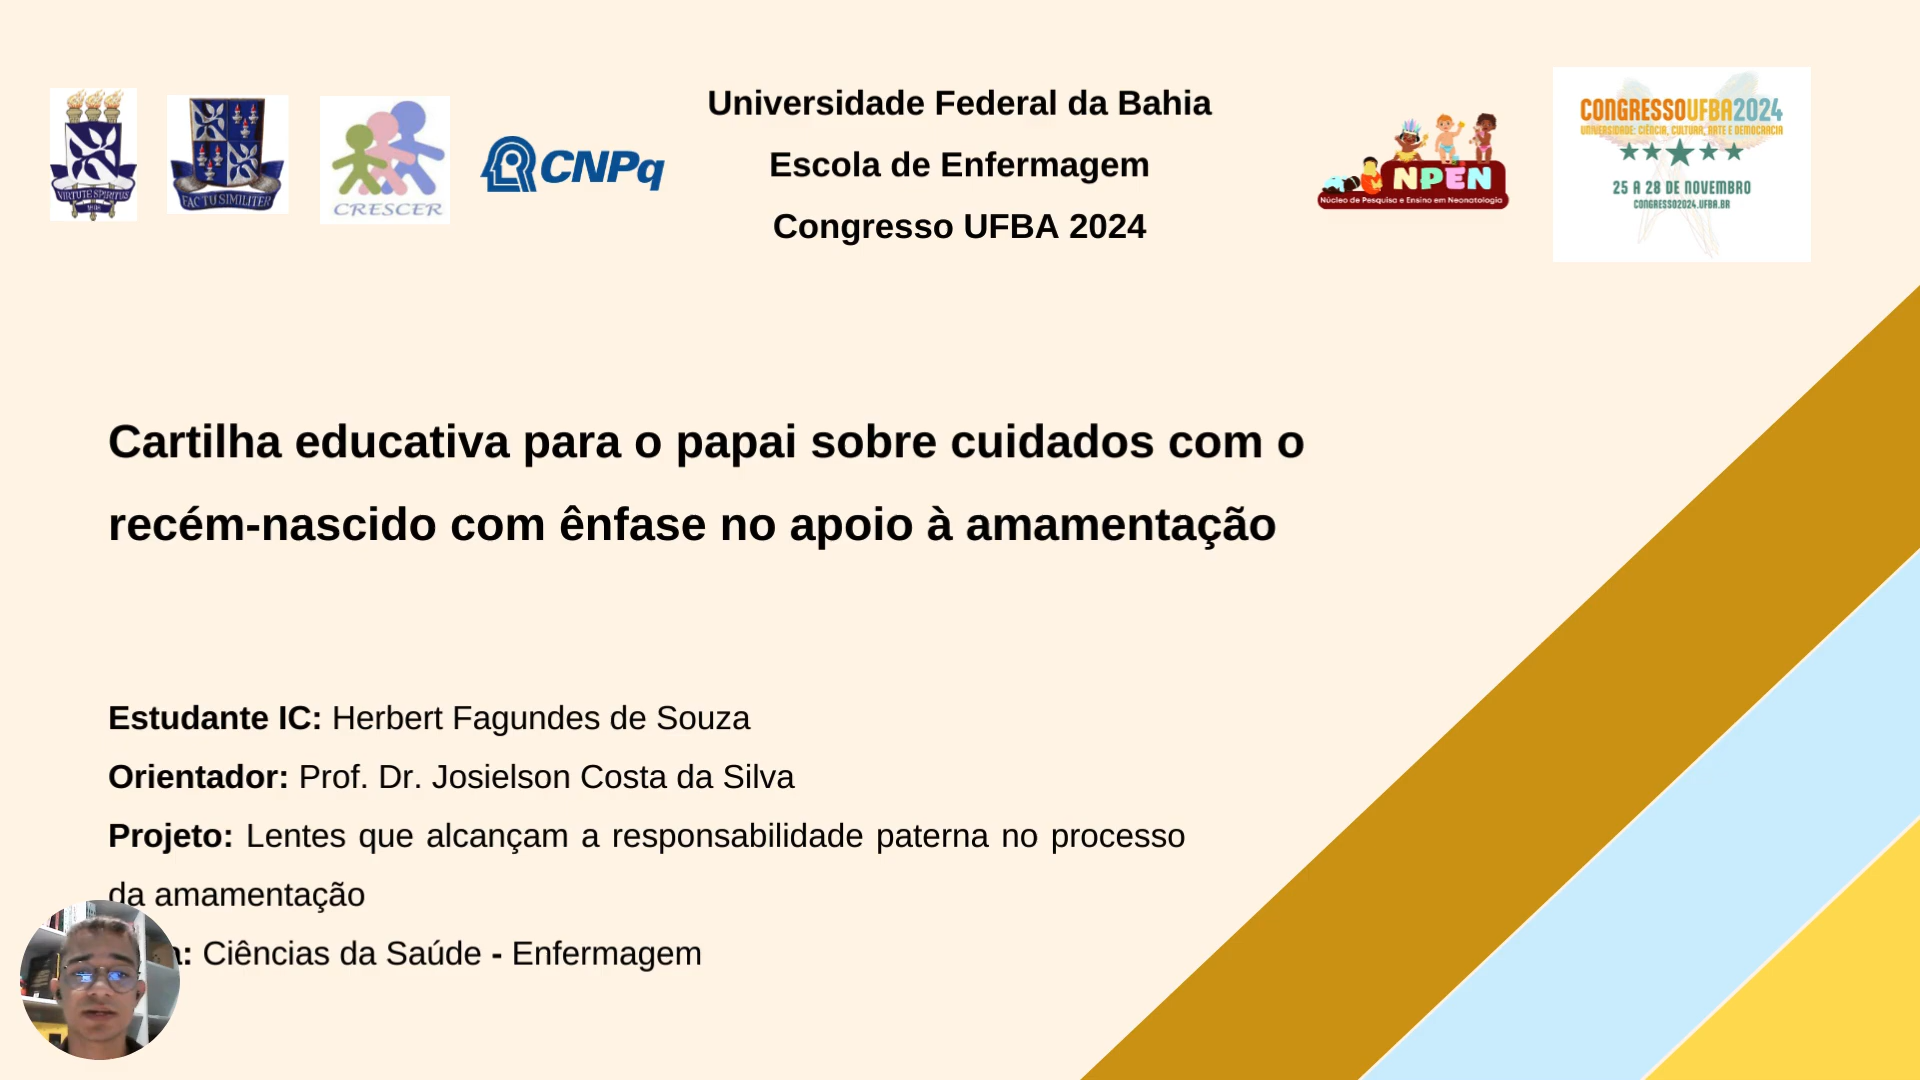 VIRTUTE SPIRITUS
1808
FAC TU SIMILITER
CRESCER
CNPq
Universidade Federal da Bahia
Escola de Enfermagem
Congresso UFBA 2024
NPEN
Núcleo de Pesquisa e Ensino em Neonatologia
CONGRESSOUFBA2024
UNIVERSIDADE: CIÊNCIA, CULTURA, ARTE E DEMOCRACIA
25 A 28 DE NOVEMBRO
CONGRESSO2024.UFBA.BR
Cartilha educativa para o papai sobre cuidados com o
recém-nascido com ênfase no apoio à amamentação
Estudante IC: Herbert Fagundes de Souza
Orientador: Prof. Dr. Josielson Costa da Silva
Projeto: Lentes que alcançam a responsabilidade paterna no processo
da amamentação
Ciências da Saúde - Enfermagem